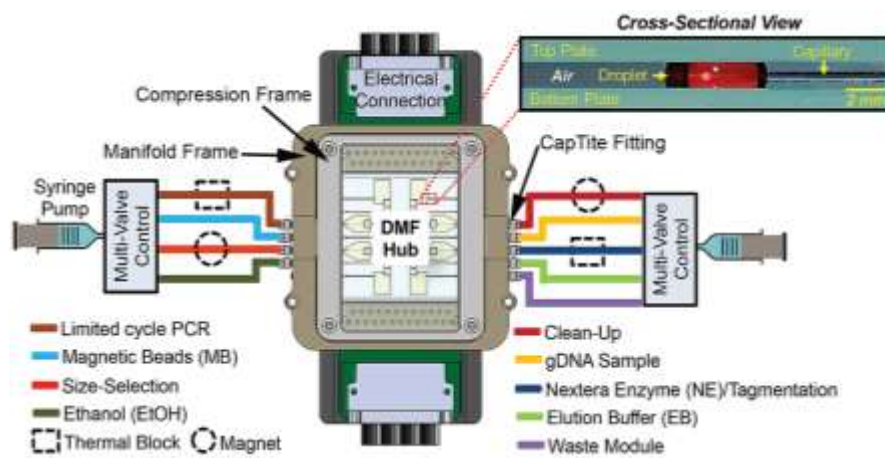 Cross-Sectional View
Top Plate
Capillary
Air
Droplet
Bottom Plate
2 mm
Electrical
Connection
Compression Frame
Manifold Frame
CapTite Fitting
Syringe
Pump
Multi-Valve
Control
DMF
Hub
Multi-Valve
Control
Limited cycle PCR
Magnetic Beads (MB)
Size-Selection
Ethanol (EtOH)
Thermal Block
Magnet
Clean-Up
gDNA Sample
Nextera Enzyme (NE)/Tagmentation
Elution Buffer (EB)
Waste Module